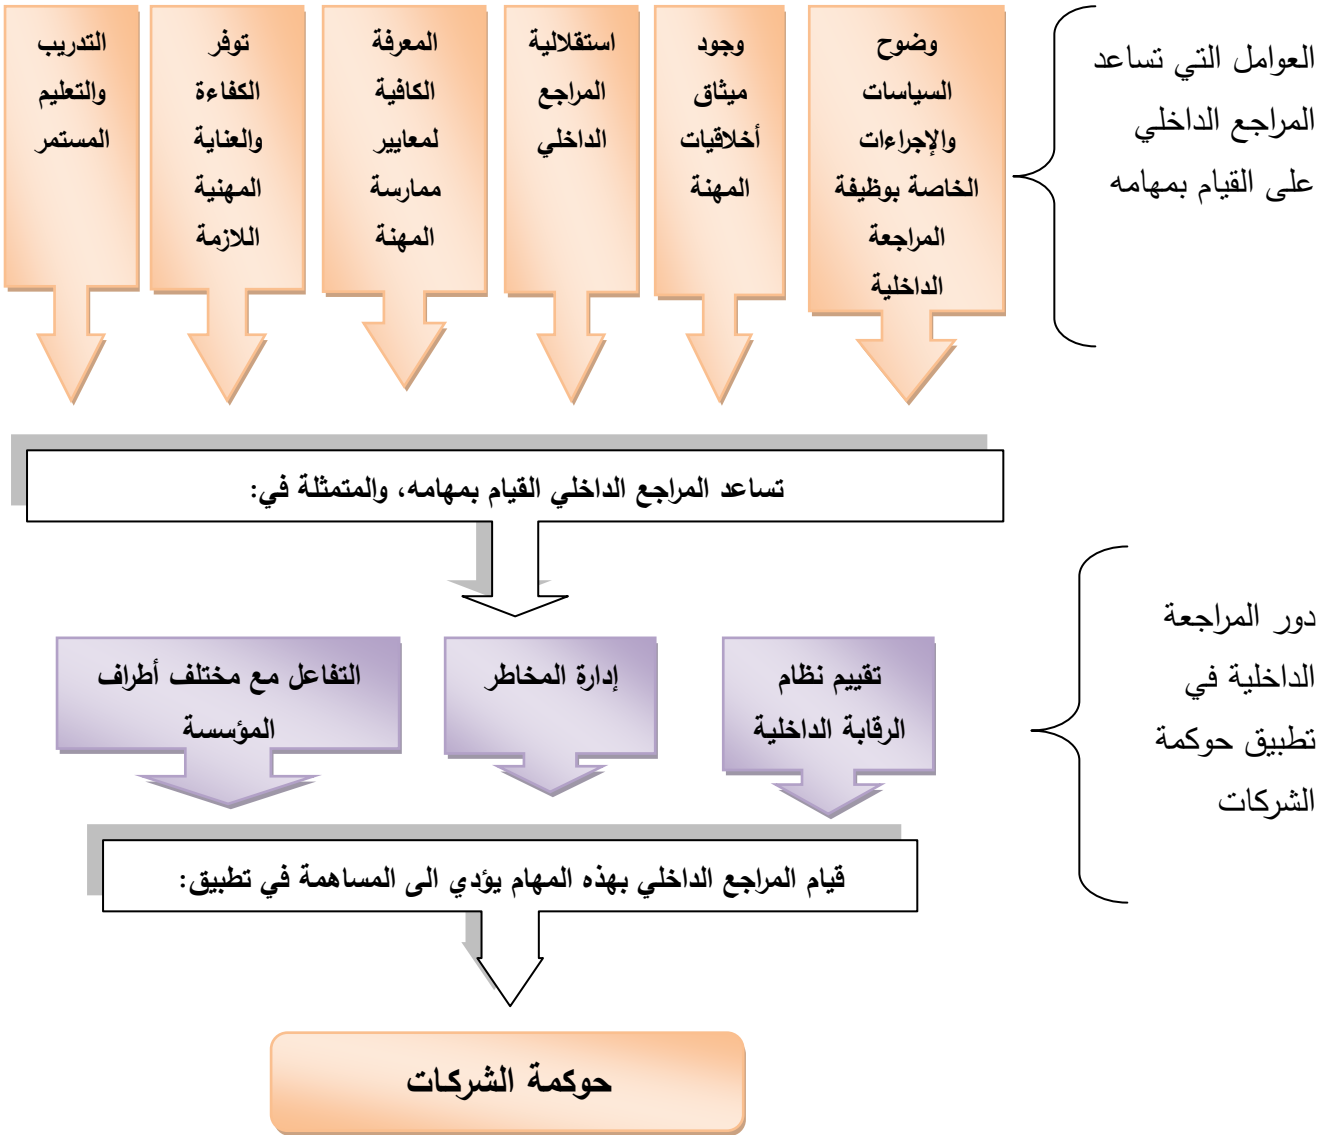 العوامل التي تساعد
المراجع الداخلي
على القيام بمهامه
وضوح
السياسات
والإجراءات
الخاصة بوظيفة
المراجعة
الداخلية
وجود
ميثاق
أخلاقيات
المهنة
استقلالية
المراجع
الداخلي
المعرفة
الكافية
لمعايير
ممارسة
المهنة
توفر
الكفاءة
والعناية
المهنية
اللازمة
التدريب
والتعليم
المستمر
تساعد المراجع الداخلي القيام بمهامه، والمتمثلة في:
دور المراجعة
الداخلية في
تطبيق حوكمة
الشركات
تقييم نظام
الرقابة الداخلية
إدارة المخاطر
التفاعل مع مختلف أطراف
المؤسسة
قيام المراجع الداخلي بهذه المهام يؤدي الى المساهمة في تطبيق:
حوكمة الشركات